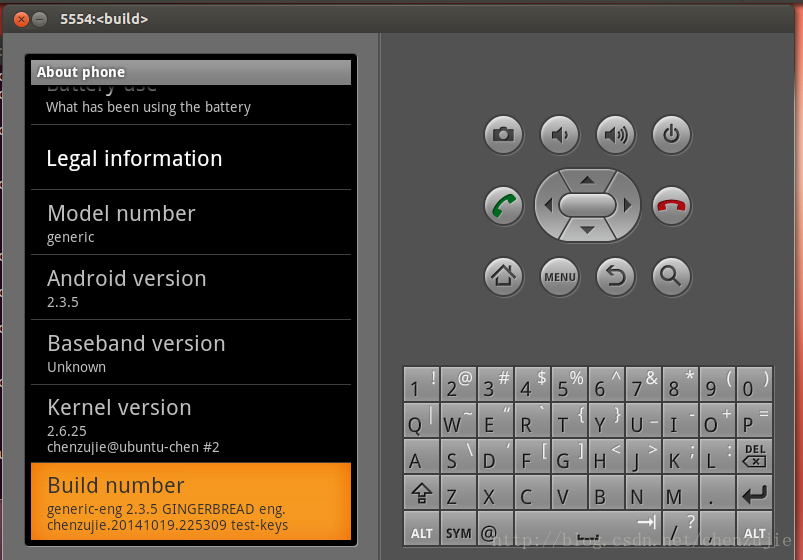 5554:<build>
About phone
Battery use
What has been using the battery
Legal information
Model number
generic
Android version
2.3.5
Baseband version
Unknown
Kernel version
2.6.25
chenzujie@ubuntu-chen #2
Build number
generic-eng 2.3.5 GINGERBREAD eng.
chenzujie.20141019.225309 test-keys
MENU
1 ! 2 @ 3 # 4 $ 5 % 6 ^ 7 & 8 * 9 ( 0 )
Q | W ~ E “ R ` T { Y } U _ I - O + P =
A S \ D ‘ F [ G ] H < J > K ; L : DEL
Z X C V B N M .
ALT SYM @ / ? , ALT
http://blog.csdn.net/chenzujie